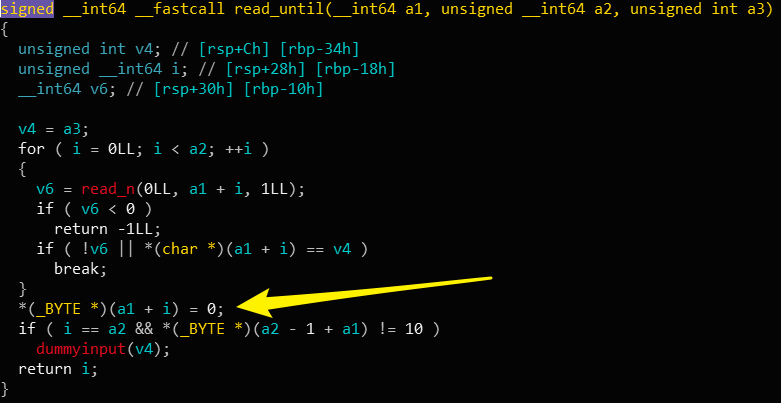 signed __int64 __fastcall read_until(__int64 a1, unsigned __int64 a2, unsigned int a3)
{
  unsigned int v4; // [rsp+Ch] [rbp-34h]
  unsigned __int64 i; // [rsp+28h] [rbp-18h]
  __int64 v6; // [rsp+30h] [rbp-10h]

  v4 = a3;
  for ( i = 0LL; i < a2; ++i )
  {
    v6 = read_n(0LL, a1 + i, 1LL);
    if ( v6 < 0 )
      return -1LL;
    if ( !v6 || *(char *)(a1 + i) == v4 )
      break;
  }
  *(_BYTE *)(a1 + i) = 0;
  if ( i == a2 && *(_BYTE *)(a2 - 1 + a1) != 10 )
    dummyinput(v4);
  return i;
}